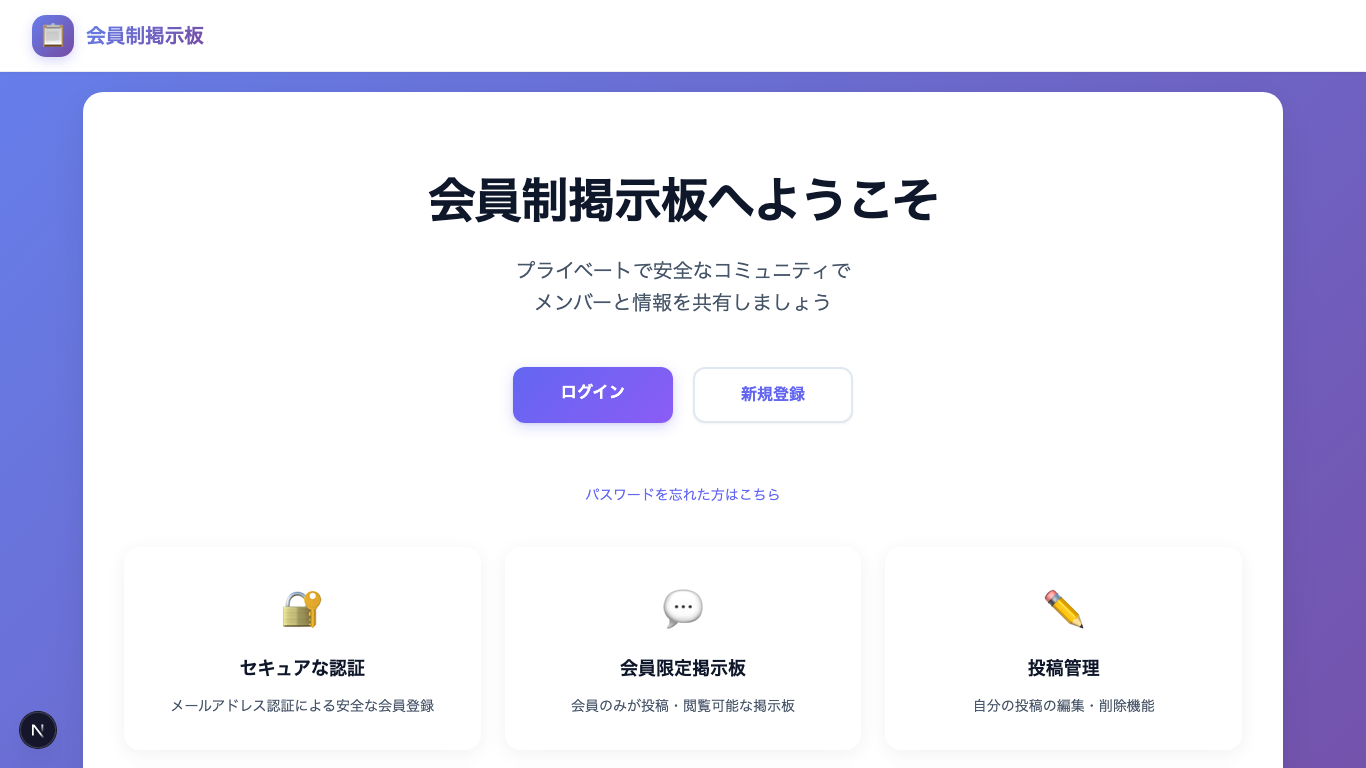 会員制掲示板
会員制掲示板へようこそ
プライベートで安全なコミュニティで
メンバーと情報を共有しましょう
ログイン
新規登録
パスワードを忘れた方はこちら
セキュアな認証
メールアドレス認証による安全な会員登録
会員限定掲示板
会員のみが投稿・閲覧可能な掲示板
投稿管理
自分の投稿の編集・削除機能
N